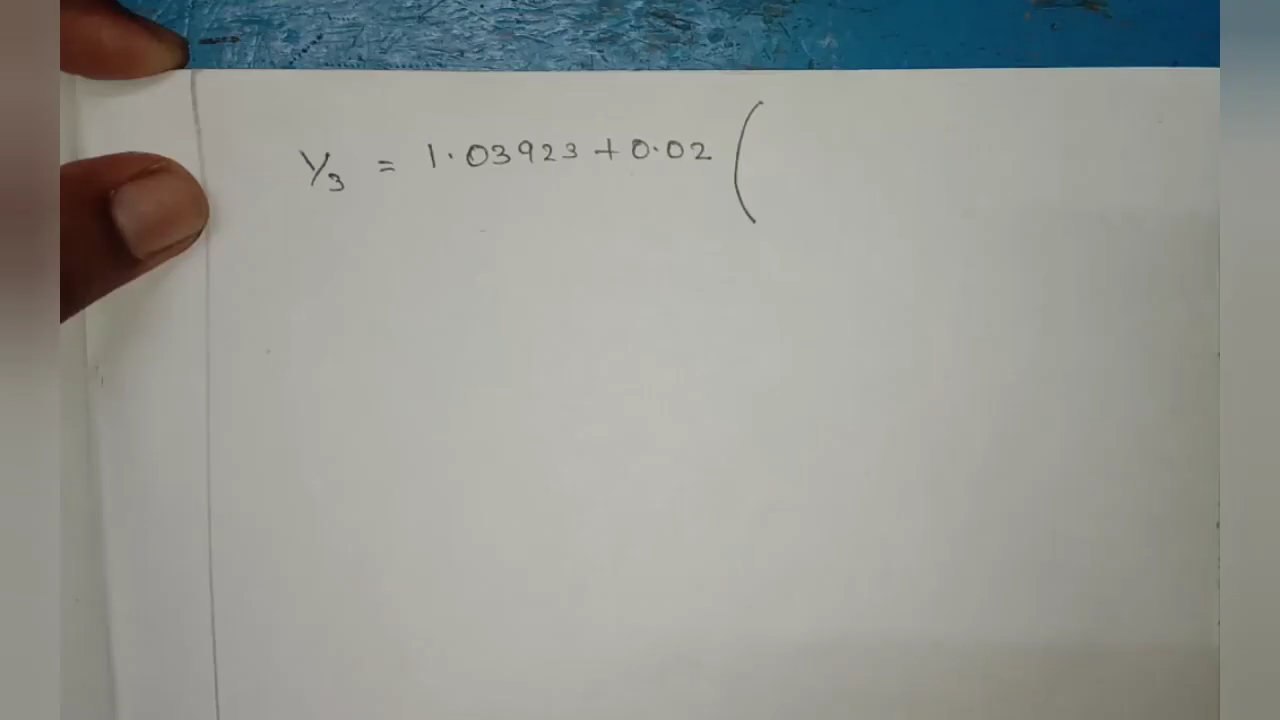 y₃ = 1.03923 + 0.02 (